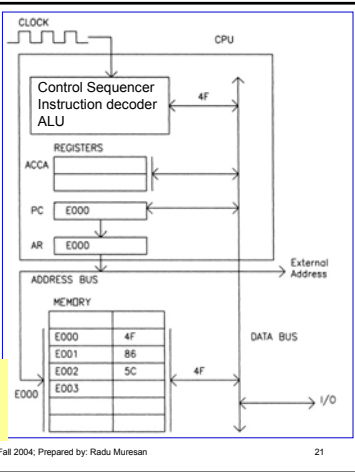 CLOCK
CPU
Control Sequencer
Instruction decoder
ALU
4F
REGISTERS
ACCA
PC E000
AR E000
External
Address
ADDRESS BUS
MEMORY
E000 4F
E001 86
E002 5C
E003
DATA BUS
4F
E000
I/O
Fall 2004; Prepared by: Radu Muresan 21